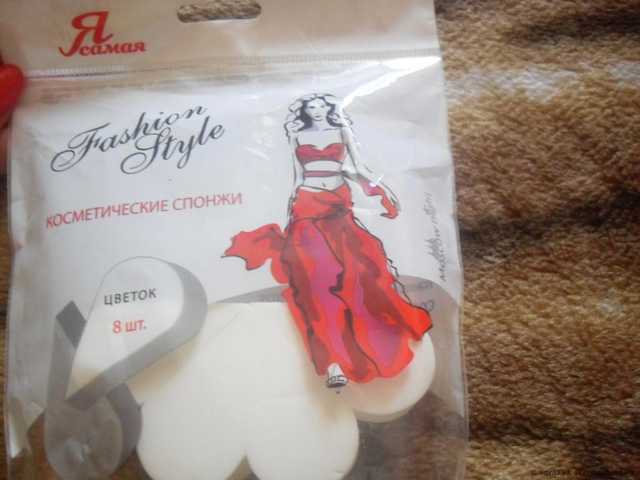 Я
самая
Fashion
Style
КОСМЕТИЧЕСКИЕ СПОНЖИ
ЦВЕТОК
8 шт.